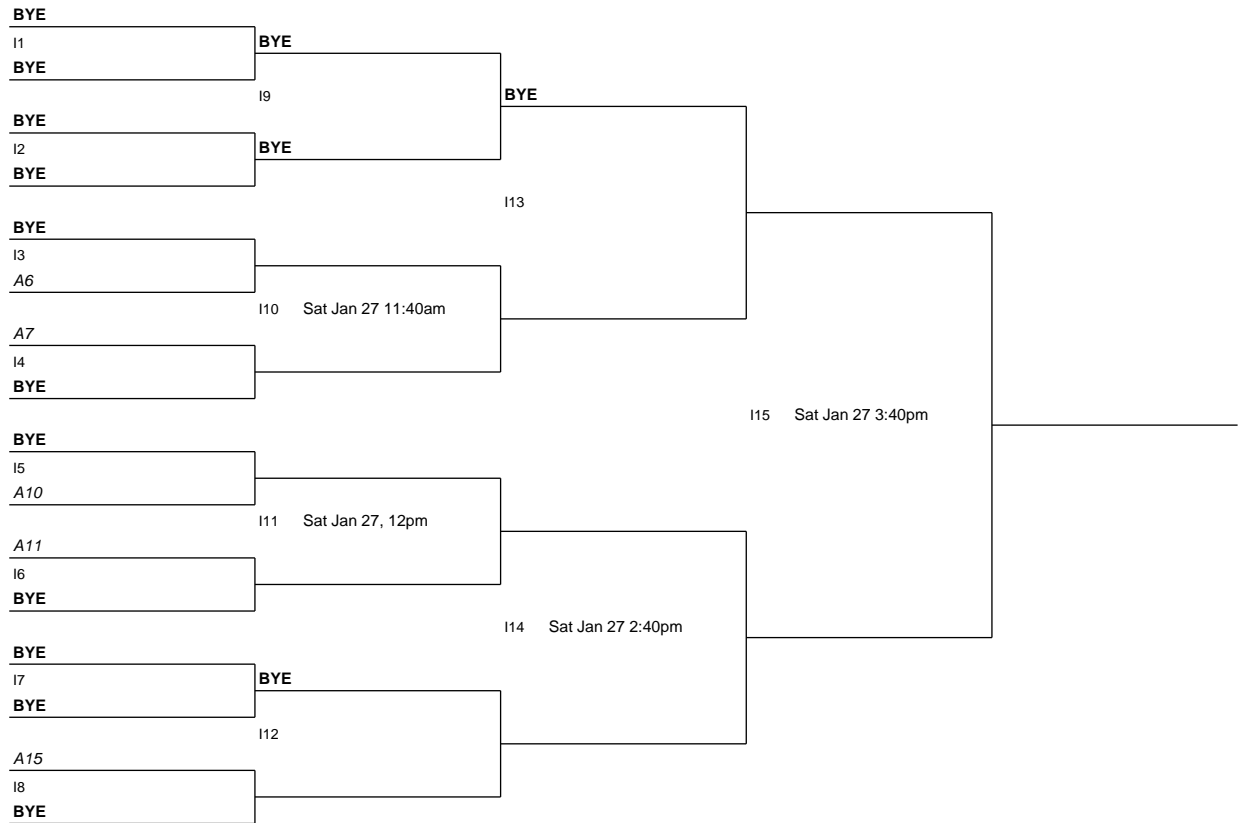 BYE
I1
BYE
BYE
I9
BYE
BYE
I2
BYE
BYE
I13
BYE
I3
A6
I10 Sat Jan 27 11:40am
A7
I4
BYE
I15 Sat Jan 27 3:40pm
BYE
I5
A10
I11 Sat Jan 27, 12pm
A11
I6
BYE
I14 Sat Jan 27 2:40pm
BYE
I7
BYE
BYE
I12
A15
I8
BYE